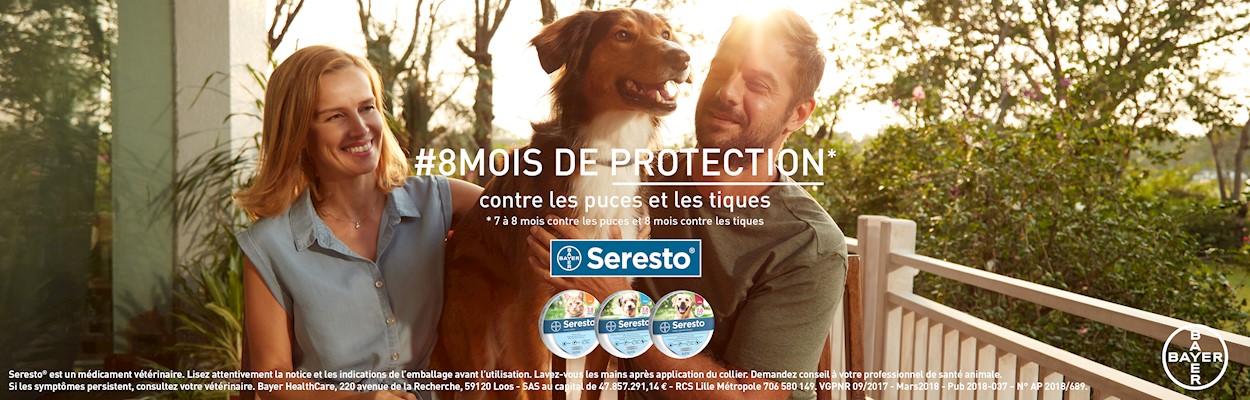 #8MOIS DE PROTECTION*
contre les puces et les tiques
* 7 à 8 mois contre les puces et 8 mois contre les tiques
BAYER Seresto®
Seresto Seresto Seresto
BAYER
Seresto® est un médicament vétérinaire. Lisez attentivement la notice et les indications de l'emballage avant l'utilisation. Lavez-vous les mains après application du collier. Demandez conseil à votre professionnel de santé animale.
Si les symptômes persistent, consultez votre vétérinaire. Bayer HealthCare, 220 avenue de la Recherche, 59120 Loos - SAS au capital de 47.857.291,14 € - RCS Lille Métropole 706 580 149. VGPNR 09/2017 - Mars2018 - Pub 2018-037 - N° AP 2018/689.